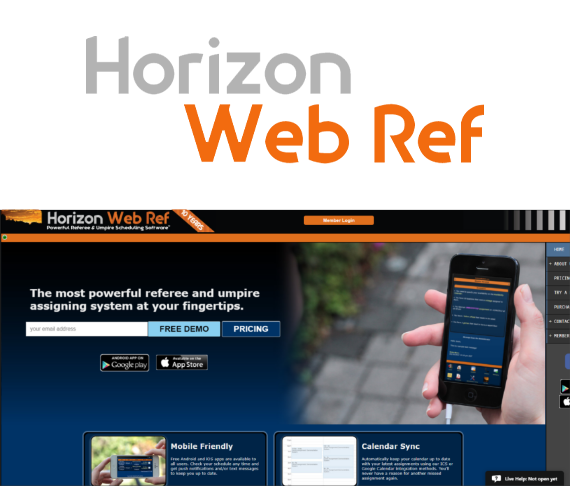 Horizon
Web Ref
Horizon Web Ref
Powerful Referee & Umpire Scheduling Software
10 YEARS
Member Login
HOME
ABOUT
PRICIN
TRY A
PURCHA
CONTAC
MEMBER
The most powerful referee and umpire
assigning system at your fingertips.
your email address
FREE DEMO
PRICING
ANDROID APP ON
Google play
Available on the
App Store
Mobile Friendly
Free Android and iOS apps are available to
all users. Check your schedule any time and
get push notifications and/or text messages
to keep you up to date.
Calendar Sync
Automatically keep your calendar up to date
with your latest assignments using our ICS or
Google Calendar integration methods. You'll
never have a reason for another missed
assignment again.
Live Help: Not open yet